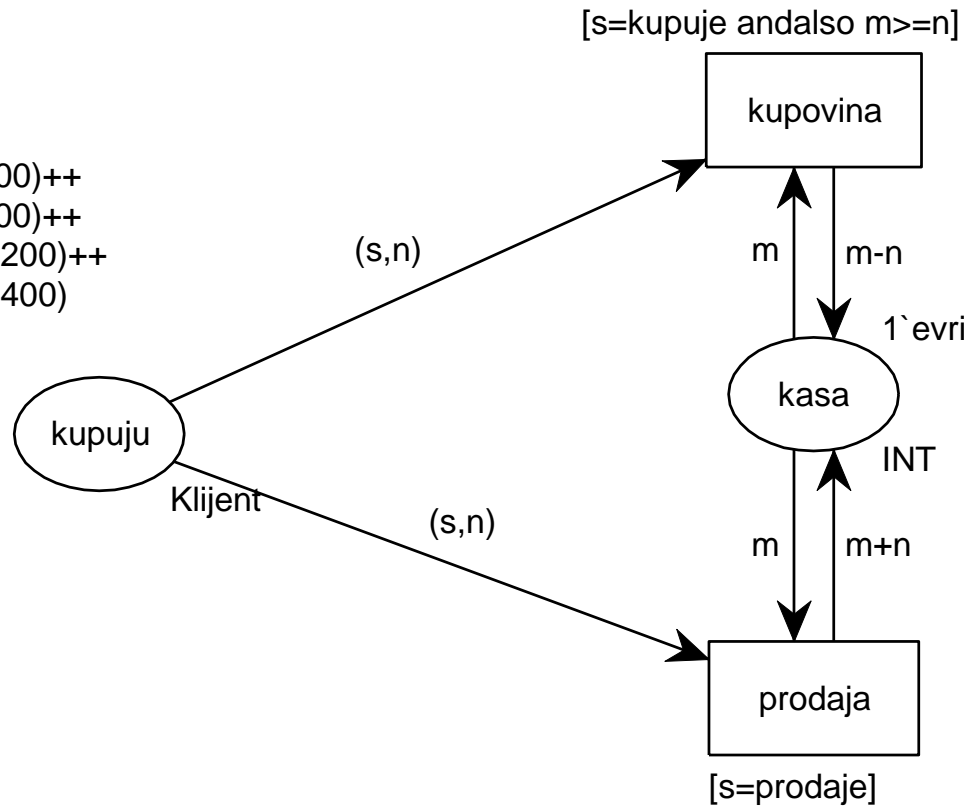 [s=kupuje andalso m>=n]
kupovina
00)++
00)++
200)++
400)
(s,n)
m
m-n
1`evri
kasa
kupuju
INT
Klijent
(s,n)
m
m+n
prodaja
[s=prodaje]